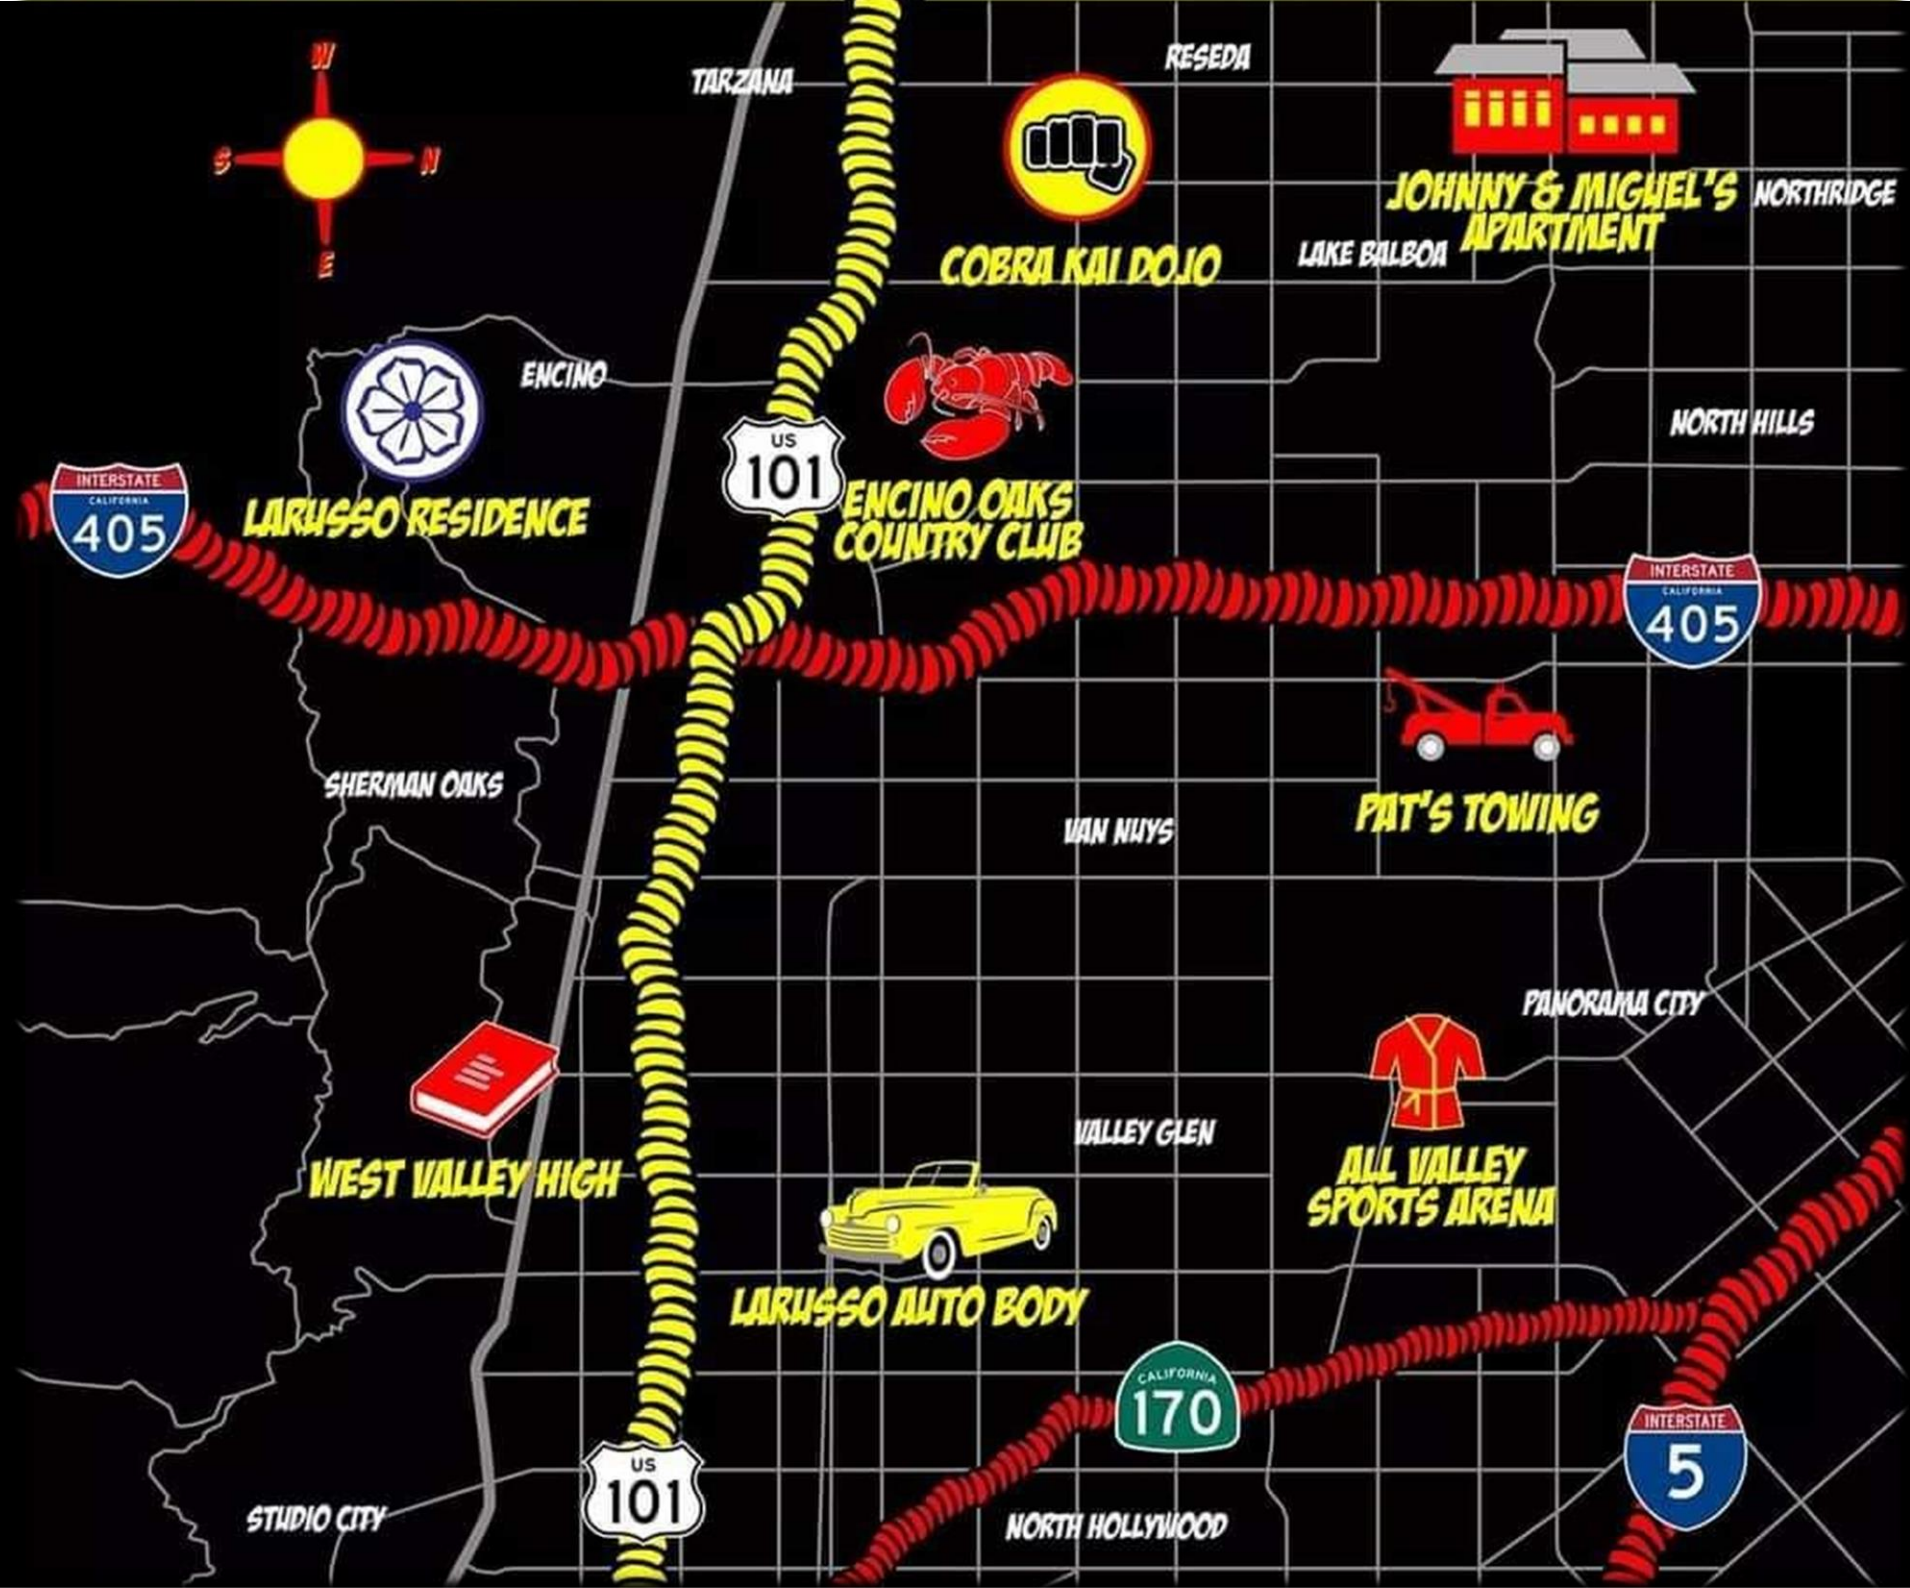 W
S
N
E
TARZANA
RESEDA
COBRA KAI DOJO
JOHNNY & MIGUEL'S
APARTMENT
NORTHRIDGE
LAKE BALBOA
ENCINO
LARUSSO RESIDENCE
INTERSTATE
CALIFORNIA
405
US
101
ENCINO OAKS
COUNTRY CLUB
NORTH HILLS
INTERSTATE
CALIFORNIA
405
SHERMAN OAKS
VAN NUYS
PAT'S TOWING
PANORAMA CITY
WEST VALLEY HIGH
VALLEY GLEN
ALL VALLEY
SPORTS ARENA
LARUSSO AUTO BODY
CALIFORNIA
170
INTERSTATE
5
US
101
STUDIO CITY
NORTH HOLLYWOOD